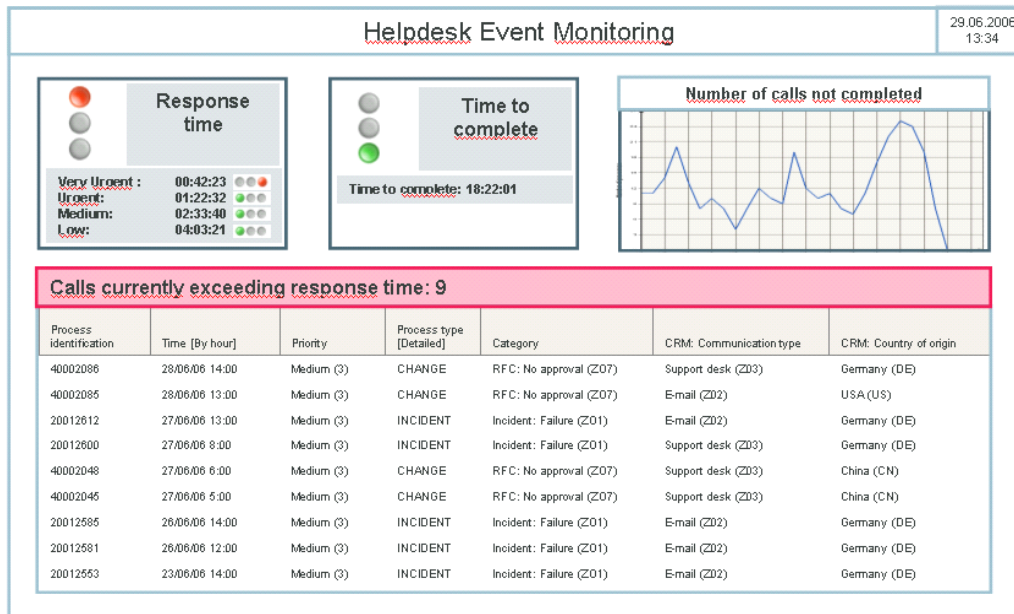 Helpdesk Event Monitoring
29.06.2006
13:34
Response
time
Very Urgent : 00:42:23
Urgent: 01:22:32
Medium: 02:33:40
Low: 04:03:21
Time to
complete
Time to complete: 18:22:01
Number of calls not completed
Calls currently exceeding response time: 9
Process identification Time [By hour] Priority Process type [Detailed] Category CRM: Communication type CRM: Country of origin
40002086 28/06/06 14:00 Medium (3) CHANGE RFC: No approval (Z07) Support desk (Z03) Germany (DE)
40002085 28/06/06 13:00 Medium (3) CHANGE RFC: No approval (Z07) E-mail (Z02) USA (US)
20012612 27/06/06 13:00 Medium (3) INCIDENT Incident: Failure (Z01) E-mail (Z02) Germany (DE)
20012600 27/06/06 8:00 Medium (3) INCIDENT Incident: Failure (Z01) Support desk (Z03) Germany (DE)
40002048 27/06/06 6:00 Medium (3) CHANGE RFC: No approval (Z07) Support desk (Z03) China (CN)
40002045 27/06/06 5:00 Medium (3) CHANGE RFC: No approval (Z07) Support desk (Z03) China (CN)
20012585 26/06/06 14:00 Medium (3) INCIDENT Incident: Failure (Z01) E-mail (Z02) Germany (DE)
20012581 26/06/06 12:00 Medium (3) INCIDENT Incident: Failure (Z01) E-mail (Z02) Germany (DE)
20012553 23/06/06 14:00 Medium (3) INCIDENT Incident: Failure (Z01) E-mail (Z02) Germany (DE)